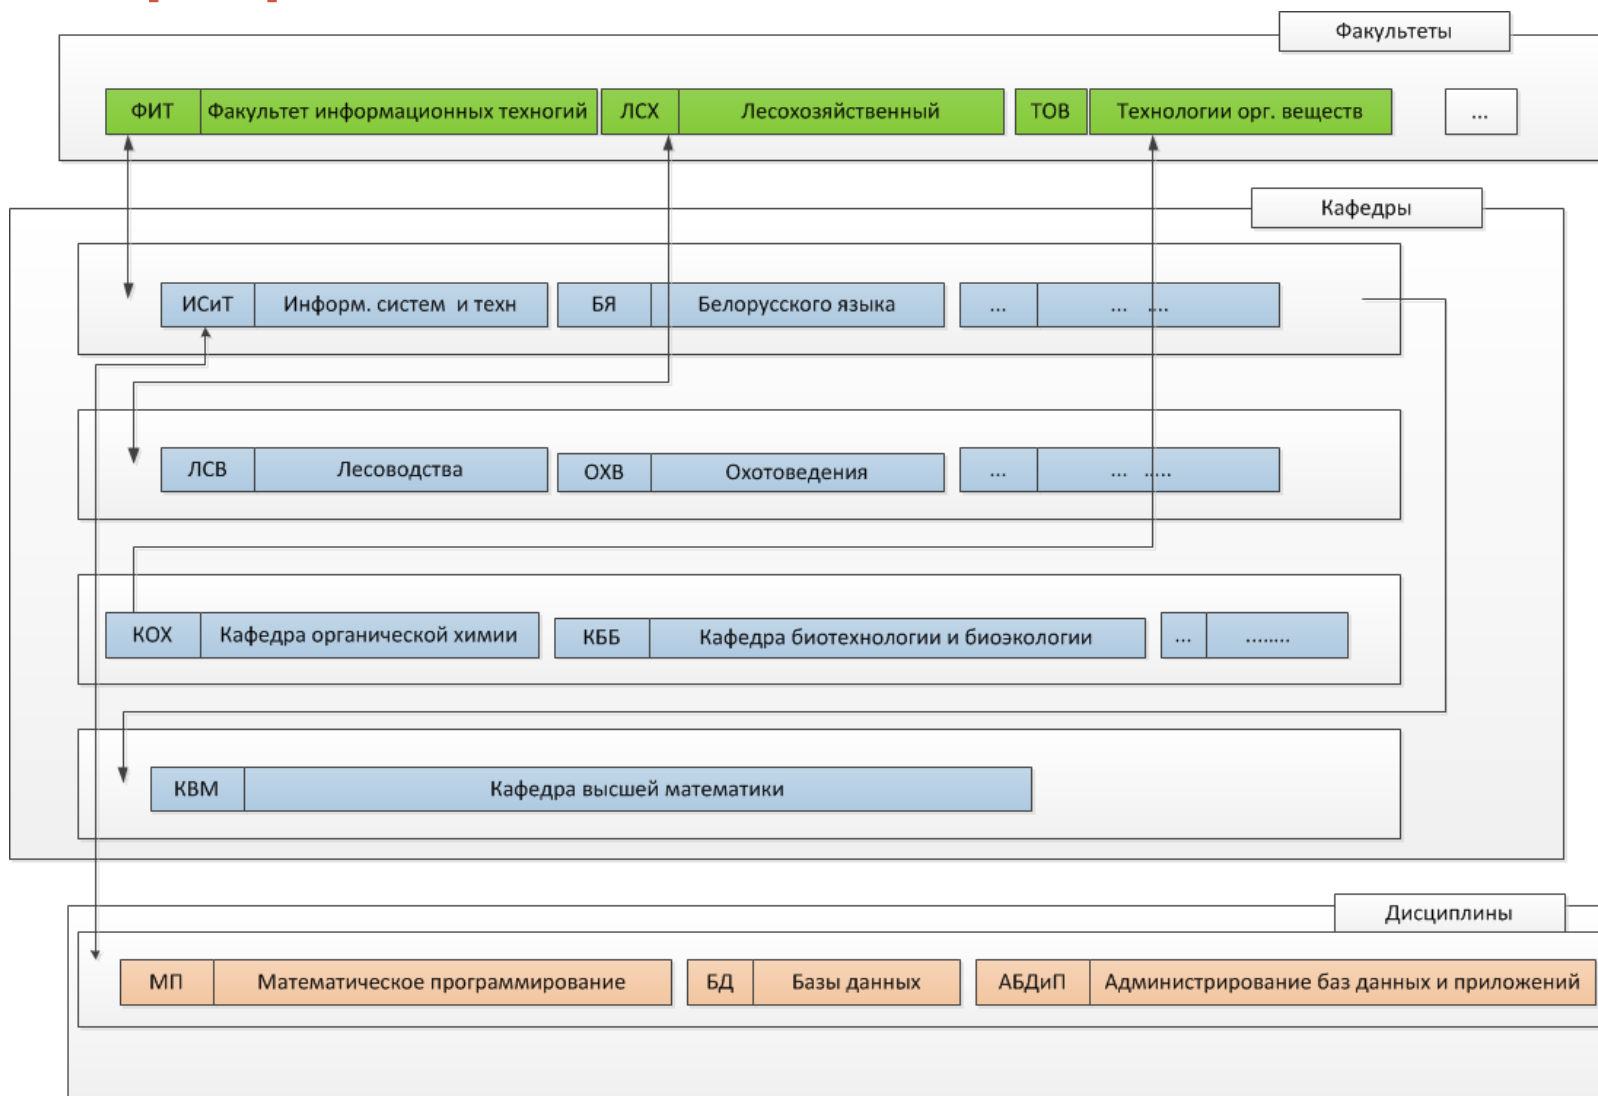 Факультеты
ФИТ Факультет информационных техногий ЛСХ Лесохозяйственный ТОВ Технологии орг. веществ ...
Кафедры
ИСиТ Информ. систем и техн БЯ Белорусского языка ... ... ....
ЛСВ Лесоводства ОХВ Охотоведения ... ... .....
КОХ Кафедра органической химии КББ Кафедра биотехнологии и биоэкологии ... ........
КВМ Кафедра высшей математики
Дисциплины
МП Математическое программирование БД Базы данных АБДиП Администрирование баз данных и приложений